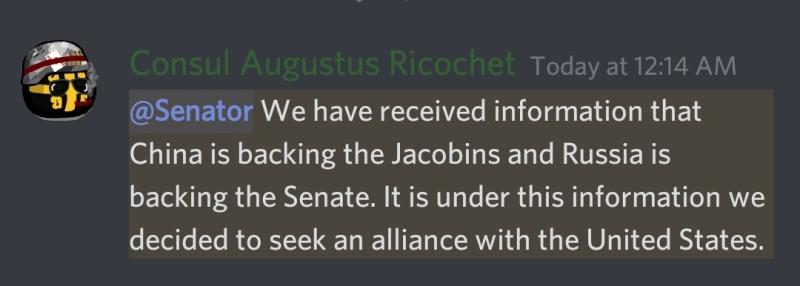 Consul Augustus Ricochet Today at 12:14 AM
@Senator We have received information that
China is backing the Jacobins and Russia is
backing the Senate. It is under this information we
decided to seek an alliance with the United States.